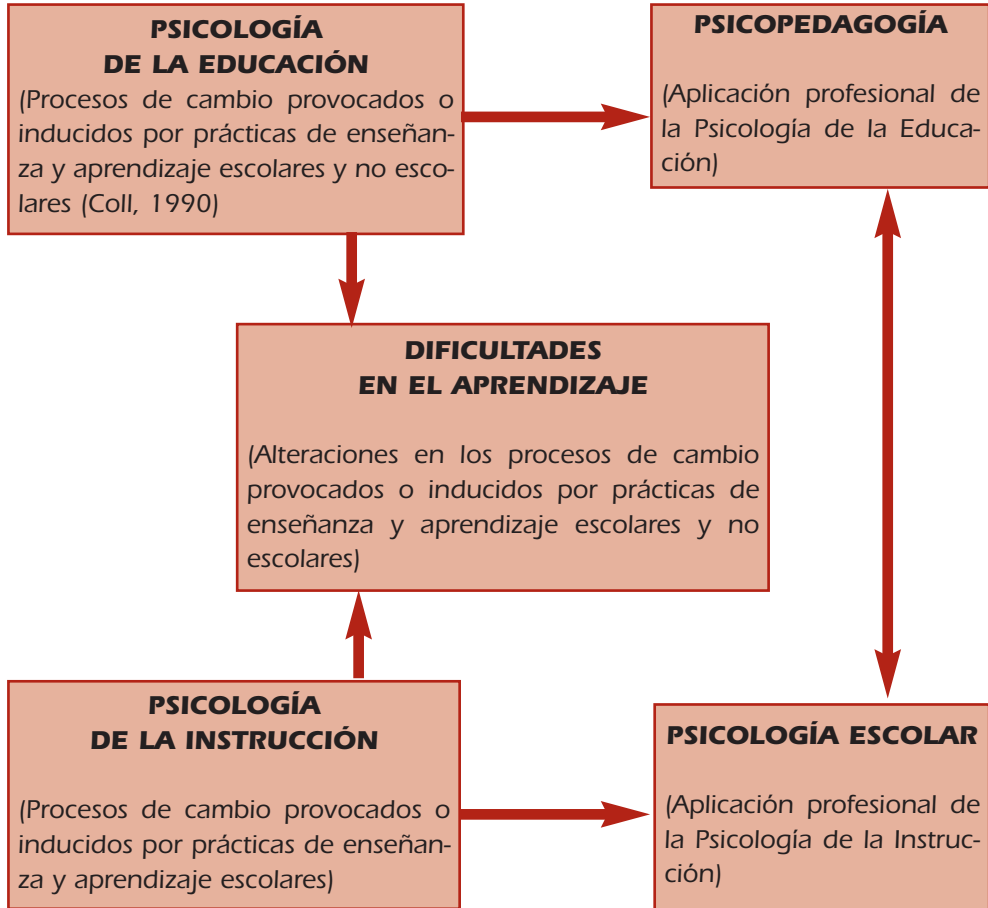 PSICOLOGÍA
DE LA EDUCACIÓN
(Procesos de cambio provocados o
inducidos por prácticas de enseñan-
za y aprendizaje escolares y no esco-
lares (Coll, 1990)
PSICOPEDAGOGÍA
(Aplicación profesional de
la Psicología de la Educa-
ción)
DIFICULTADES
EN EL APRENDIZAJE
(Alteraciones en los procesos de cambio
provocados o inducidos por prácticas de
enseñanza y aprendizaje escolares y no
escolares)
PSICOLOGÍA
DE LA INSTRUCCIÓN
(Procesos de cambio provocados o
inducidos por prácticas de enseñan-
za y aprendizaje escolares)
PSICOLOGÍA ESCOLAR
(Aplicación profesional de
la Psicología de la Instruc-
ción)